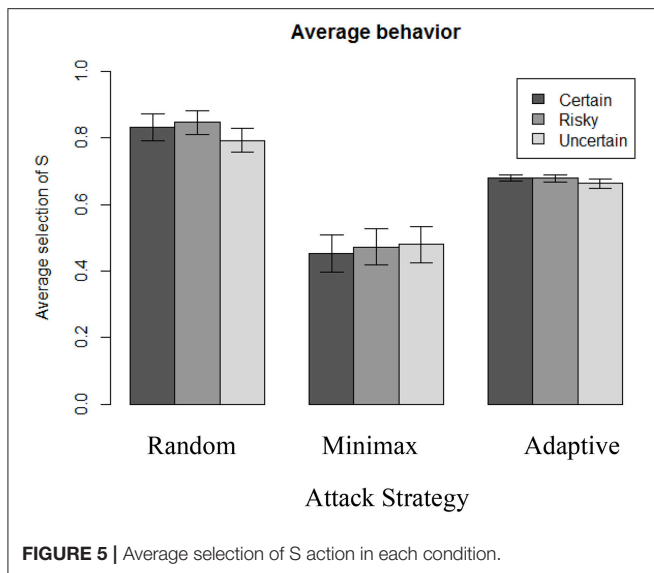 Average behavior
Certain
Risky
Uncertain
Average selection of S
1.0
0.8
0.6
0.4
0.2
0.0
Random Minimax Adaptive
Attack Strategy
FIGURE 5 | Average selection of S action in each condition.